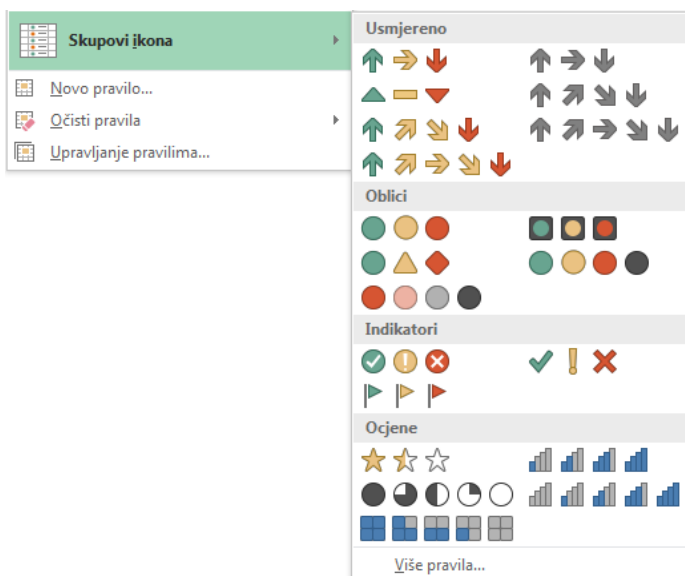 Skupovi ikona
Novo pravilo...
Očisti pravila
Upravljanje pravilima...
Usmjereno
Oblici
Indikatori
Ocjene
Više pravila...